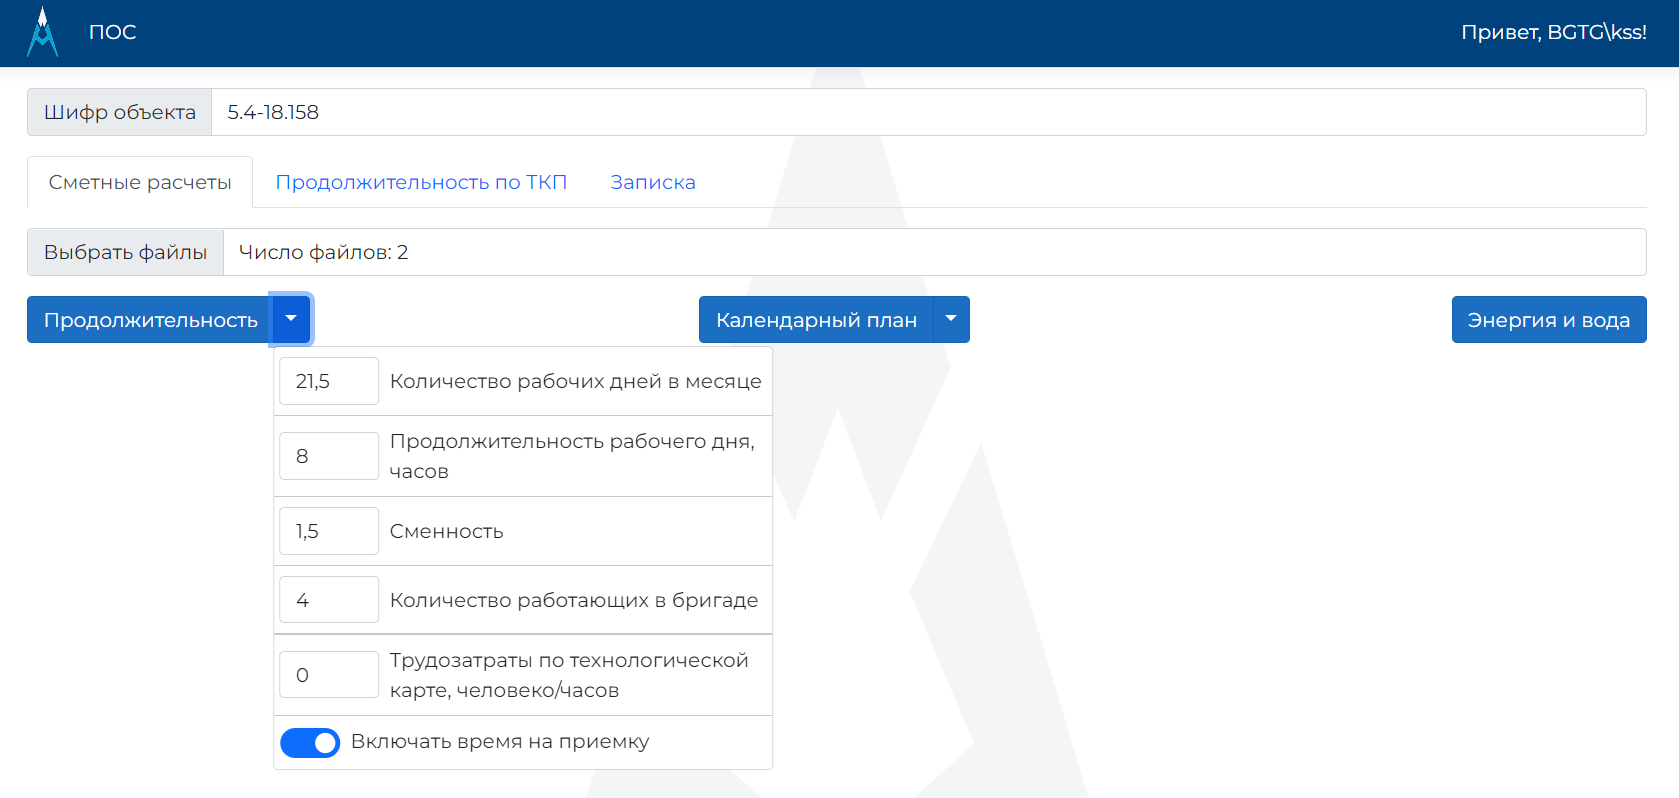 ПОС
Привет, BGTG\kss!
Шифр объекта
5.4-18.158
Сметные расчеты
Продолжительность по ТКП
Записка
Выбрать файлы
Число файлов: 2
Продолжительность
Календарный план
Энергия и вода
21,5
Количество рабочих дней в месяце
8
Продолжительность рабочего дня,
часов
1,5
Сменность
4
Количество работающих в бригаде
0
Трудозатраты по технологической
карте, человеко/часов
Включать время на приемку